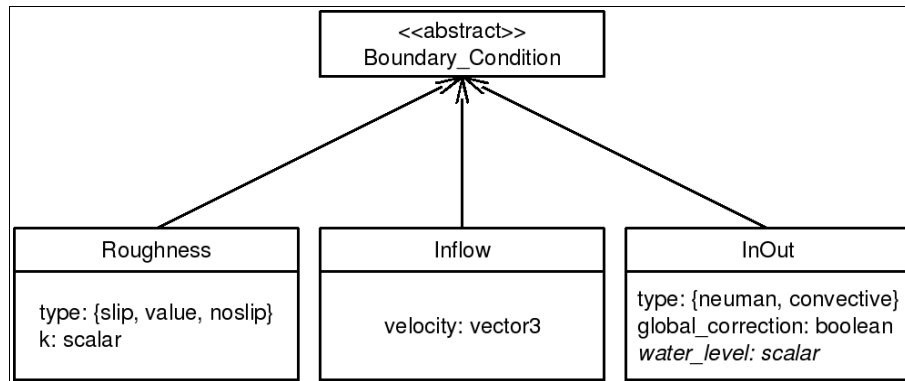 <<abstract>>
Boundary_Condition
Roughness
type: {slip, value, noslip}
k: scalar
Inflow
velocity: vector3
InOut
type: {neuman, convective}
global_correction: boolean
water_level: scalar